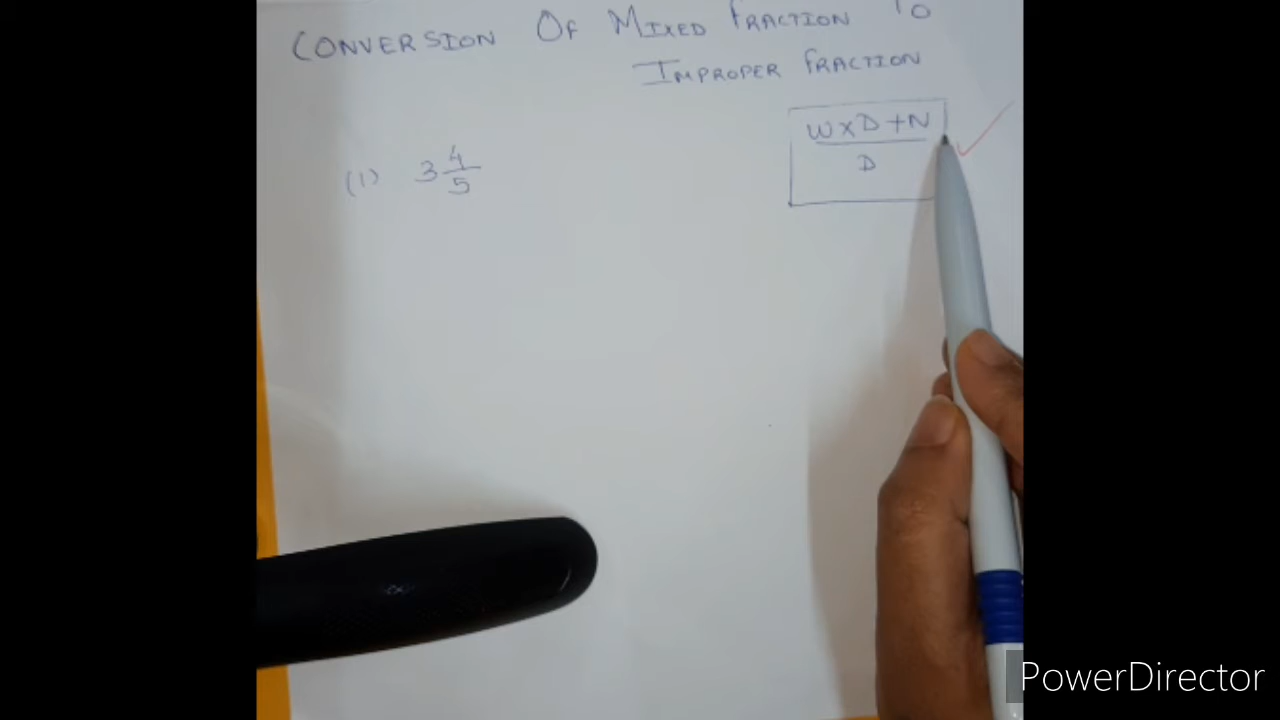 CONVERSION OF MIXED FRACTION TO
IMPROPER FRACTION
W×D+N
D
(1) 3 4/5
PowerDirector